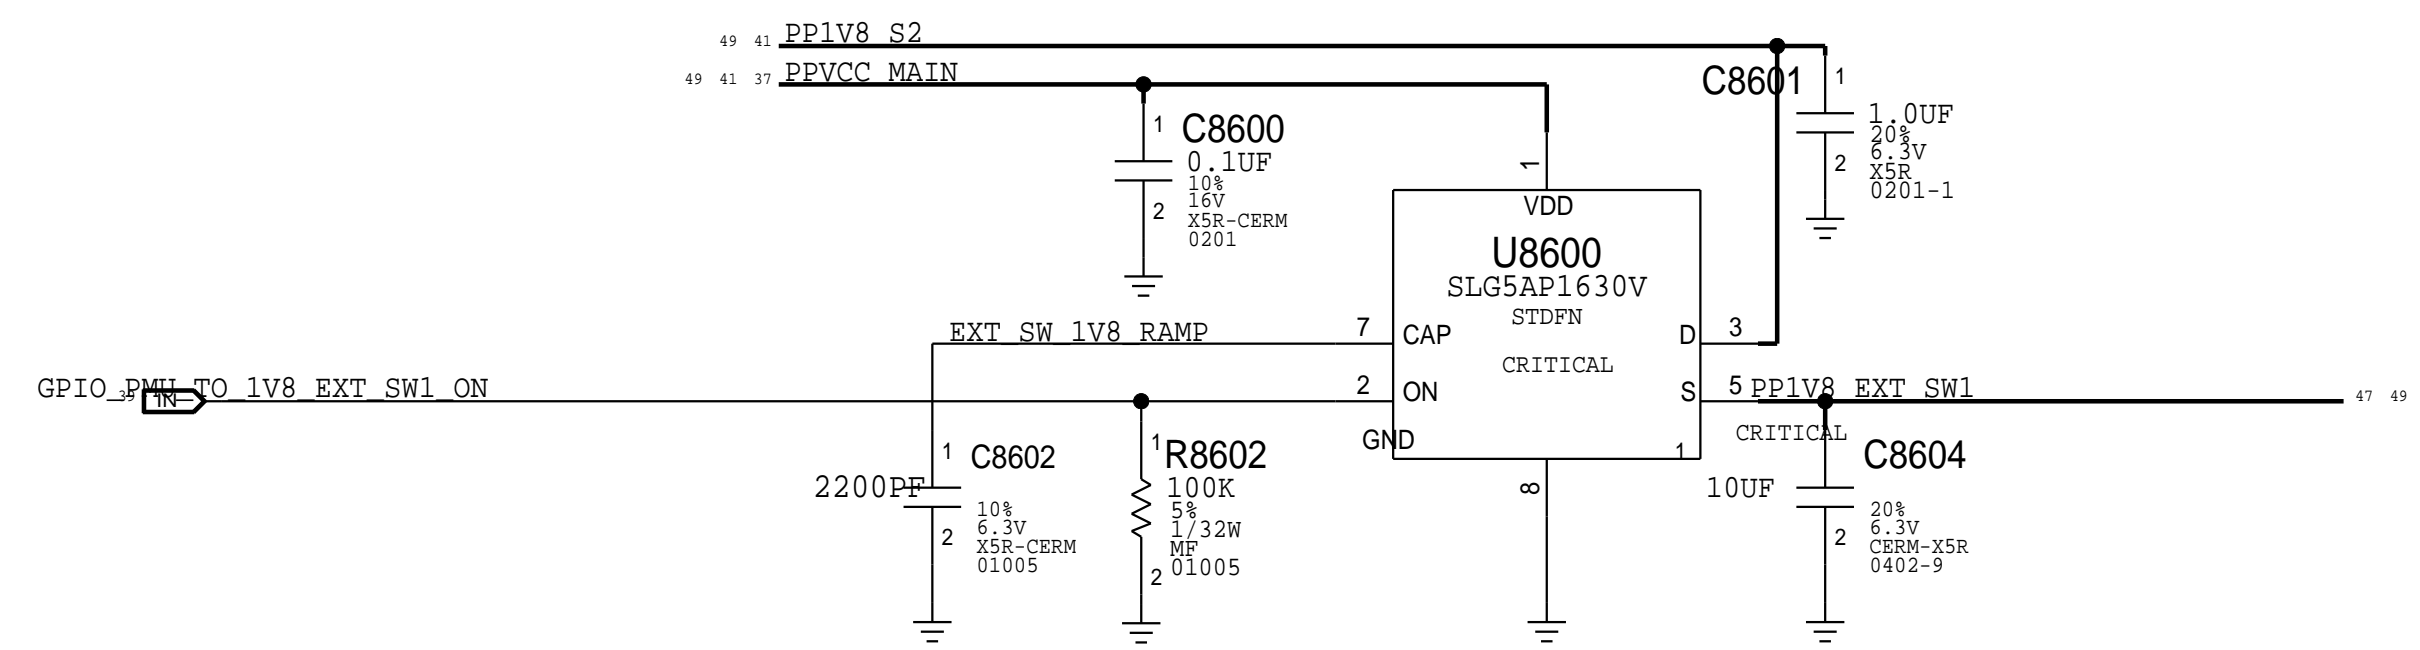 49 41 PP1V8_S2
49 41 37 PPVCC_MAIN
C8601
1
1.0UF
20%
6.3V
X5R
0201-1
2
1
C8600
0.1UF
10%
16V
X5R-CERM
0201
2
1
VDD
U8600
SLG5AP1630V
STDFN
CRITICAL
EXT_SW_1V8_RAMP
7
CAP
D
3
GPIO_PMU_TO_1V8_EXT_SW1_ON
39
IN
2
ON
S
5
PP1V8_EXT_SW1
47 49
CRITICAL
GND
1
8
1
C8602
2200PF
10%
6.3V
X5R-CERM
01005
2
1
R8602
100K
5%
1/32W
MF
01005
2
C8604
10UF
20%
6.3V
CERM-X5R
0402-9
2